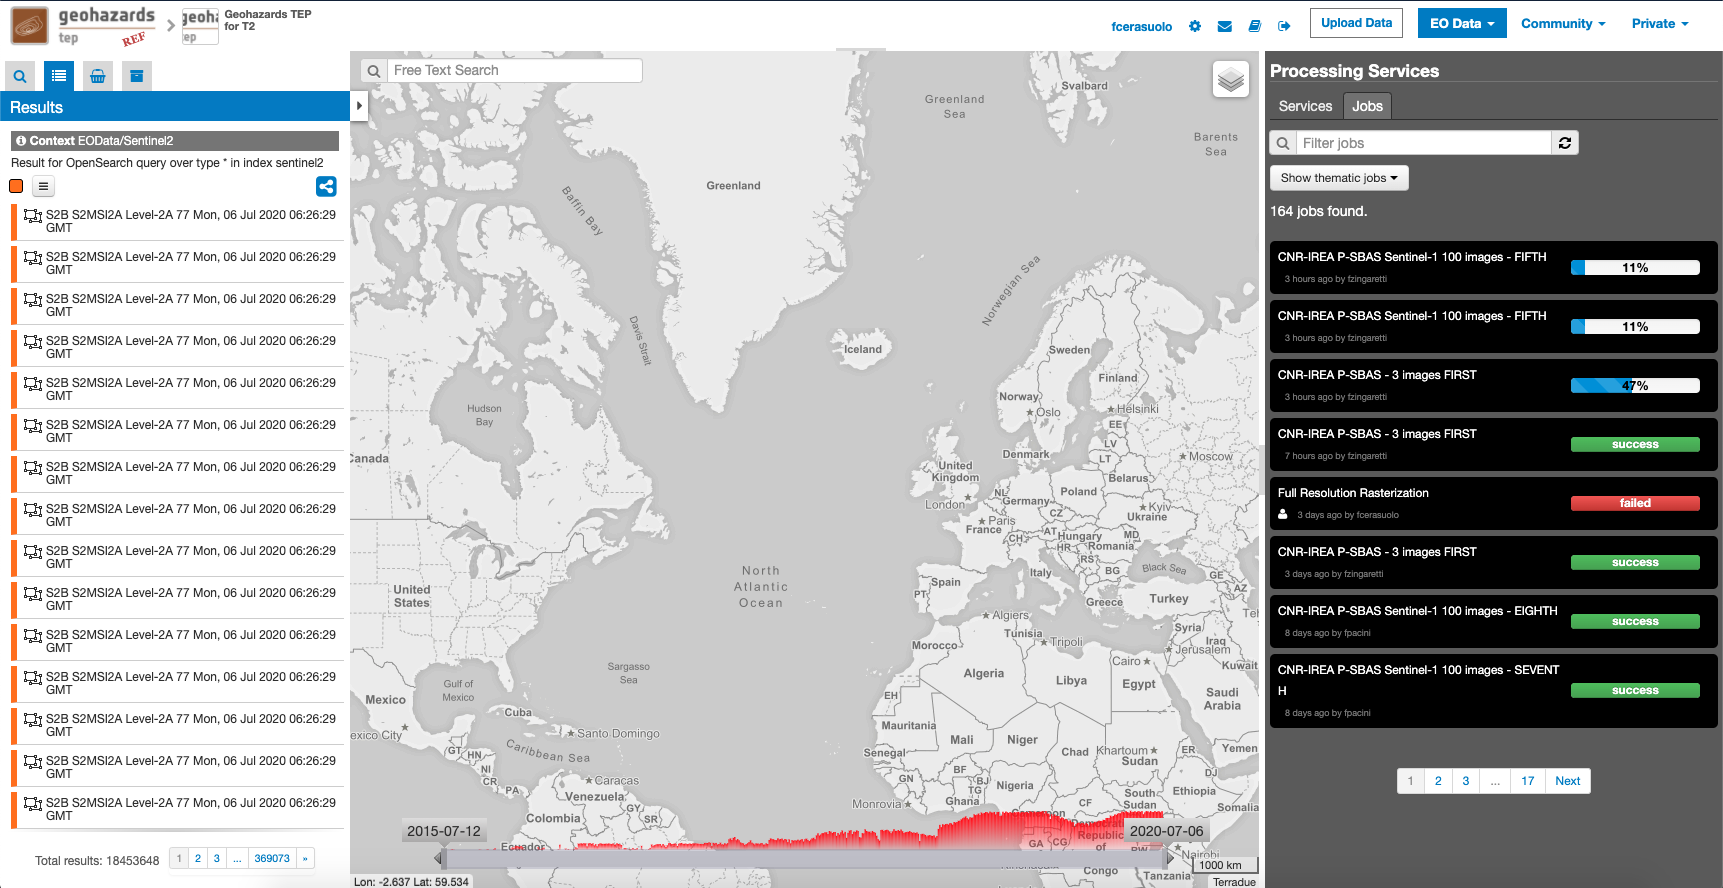 geohazards
tep
REF
geoha
tep
Geohazards TEP
for T2
fcerasuolo
Upload Data
EO Data
Community
Private
Results
Context EOData/Sentinel2
Result for OpenSearch query over type * in index sentinel2
S2B S2MSI2A Level-2A 77 Mon, 06 Jul 2020 06:26:29
GMT
S2B S2MSI2A Level-2A 77 Mon, 06 Jul 2020 06:26:29
GMT
S2B S2MSI2A Level-2A 77 Mon, 06 Jul 2020 06:26:29
GMT
S2B S2MSI2A Level-2A 77 Mon, 06 Jul 2020 06:26:29
GMT
S2B S2MSI2A Level-2A 77 Mon, 06 Jul 2020 06:26:29
GMT
S2B S2MSI2A Level-2A 77 Mon, 06 Jul 2020 06:26:29
GMT
S2B S2MSI2A Level-2A 77 Mon, 06 Jul 2020 06:26:29
GMT
S2B S2MSI2A Level-2A 77 Mon, 06 Jul 2020 06:26:29
GMT
S2B S2MSI2A Level-2A 77 Mon, 06 Jul 2020 06:26:29
GMT
S2B S2MSI2A Level-2A 77 Mon, 06 Jul 2020 06:26:29
GMT
S2B S2MSI2A Level-2A 77 Mon, 06 Jul 2020 06:26:29
GMT
S2B S2MSI2A Level-2A 77 Mon, 06 Jul 2020 06:26:29
GMT
S2B S2MSI2A Level-2A 77 Mon, 06 Jul 2020 06:26:29
GMT
S2B S2MSI2A Level-2A 77 Mon, 06 Jul 2020 06:26:29
GMT
S2B S2MSI2A Level-2A 77 Mon, 06 Jul 2020 06:26:29
GMT
Total results: 18453648
1 2 3 ... 369073 »
Free Text Search
Svalbard
Greenland
Sea
Barents
Sea
Greenland
Baffin Bay
Norwegian Sea
Davis Strait
Iceland
Sweden
Finland
Norway
Oslo
Helsinki
EE
Hudson
Bay
LV
anada
Denmark
LT
Moscow
United
Kingdom
Belarus
NL
Poland
Germany
London
Kyiv
Ukraine
CZ
Paris
France
AT
CH
Hungary
MD
HR
Romania
RS
North
Atlantic
Ocean
Italy
BG
Black Sea
GE
Spain
AZ
PT
United
States
Greece
Turkey
Algiers
Tunisia
Tripoli
Syria
Iraq
Morocco
Jerusalem
Cairo
Kuwait
Sargasso
Sea
Algeria
Libya
Egypt
Gulf of
Mexico
Mexico
EH
Saudi
Arabia
Cuba
Mauritania
exico City
Santo Domingo
Mali
Niger
Chad
Khartoum
Sudan
ER
Yemen
Senegal
GT
HN
Caribbean Sea
NI
CR
PA
Caracas
Venezuela
GY
SR
GN
BF
BJ
TG
Ghana
Nigeria
DJ
Ethiopia
South
Sudan
CF
Somalia
Monrovia
Colombia
2015-07-12
2020-07-06
Republic
of
GA
CG
Nairobi
Congo
Tanzania
1000 km
Lon: -2.637 Lat: 59.534
Terradue
Processing Services
Services
Jobs
Filter jobs
Show thematic jobs
164 jobs found.
CNR-IREA P-SBAS Sentinel-1 100 images - FIFTH
11%
3 hours ago by fzingaretti
CNR-IREA P-SBAS Sentinel-1 100 images - FIFTH
11%
3 hours ago by fzingaretti
CNR-IREA P-SBAS - 3 images FIRST
47%
3 hours ago by fzingaretti
CNR-IREA P-SBAS - 3 images FIRST
success
7 hours ago by fzingaretti
Full Resolution Rasterization
failed
3 days ago by fcerasuolo
CNR-IREA P-SBAS - 3 images FIRST
success
3 days ago by fzingaretti
CNR-IREA P-SBAS Sentinel-1 100 images - EIGHTH
success
8 days ago by fpacini
CNR-IREA P-SBAS Sentinel-1 100 images - SEVENT
H
success
8 days ago by fpacini
1 2 3 ... 17 Next